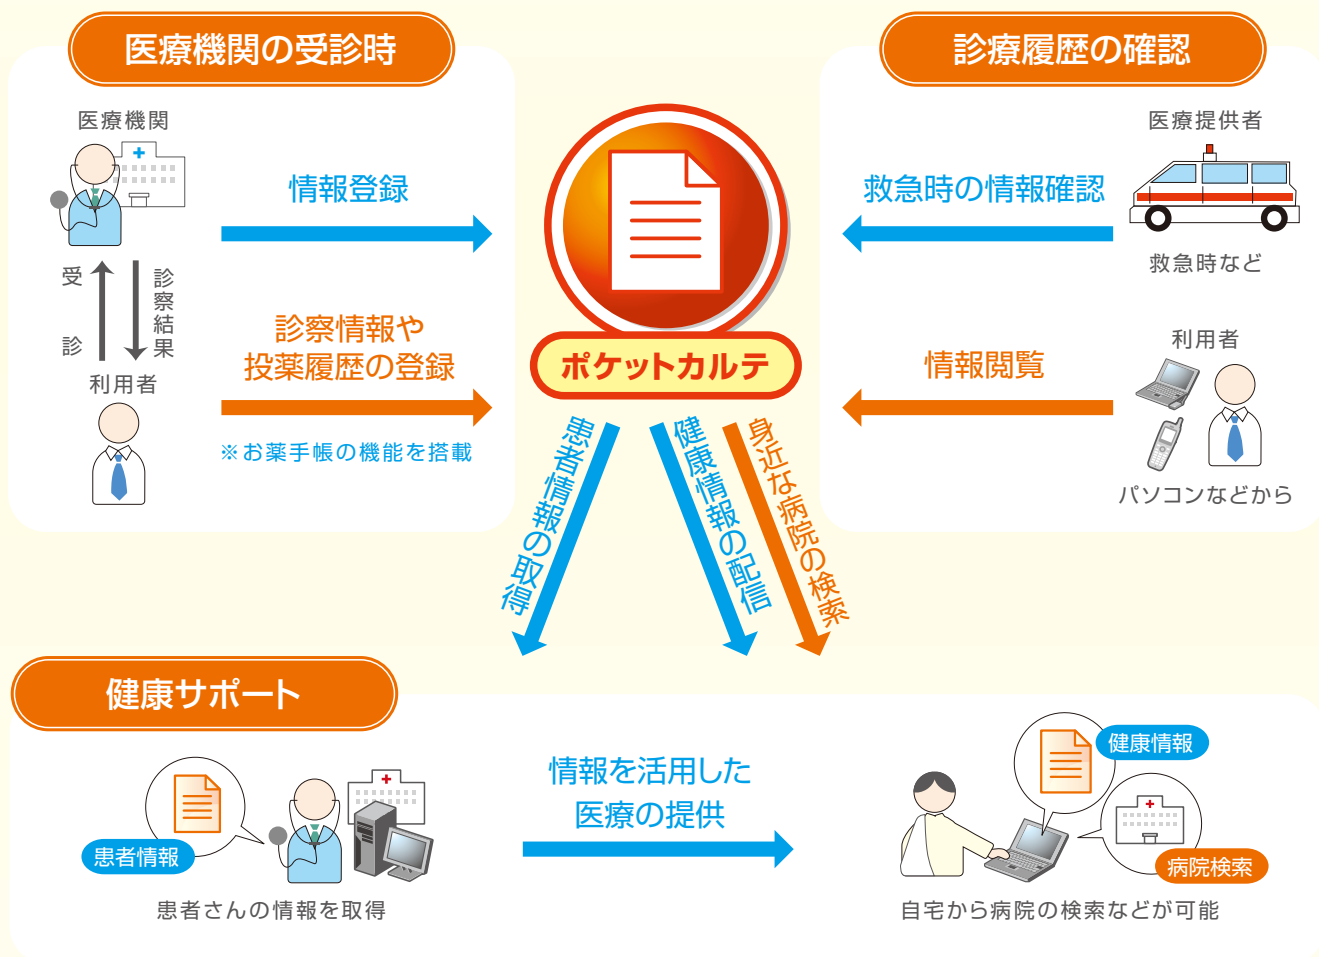 医療機関の受診時
医療機関
情報登録
受診
診察結果
診察情報や
投薬履歴の登録
利用者
※お薬手帳の機能を搭載
ポケットカルテ
診療履歴の確認
医療提供者
救急時の情報確認
救急時など
情報閲覧
利用者
パソコンなどから
患者情報の取得
健康情報の配信
身近な病院の検索
健康サポート
患者情報
患者さんの情報を取得
情報を活用した
医療の提供
健康情報
病院検索
自宅から病院の検索などが可能